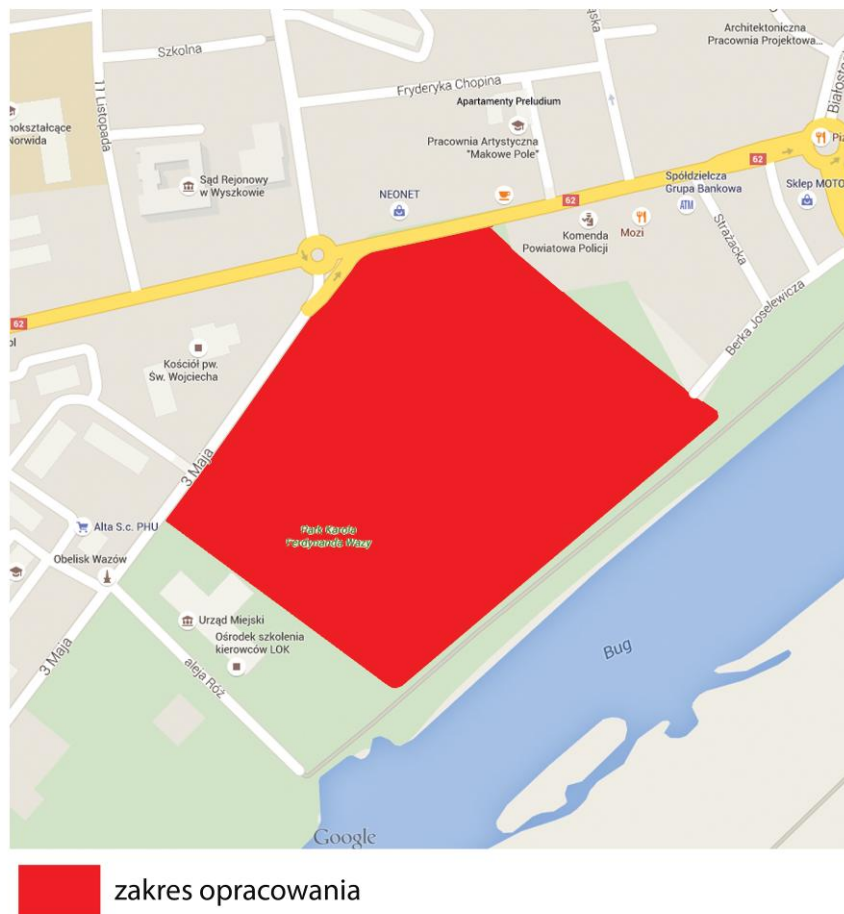 Architektoniczna
Pracownia Projektowa...
Szkolna
Fryderyka Chopina
11 Listopada
Apartamenty Preludium
Pracownia Artystyczna
"Makowe Pole"
nokształcące
Norwida
Sąd Rejonowy
w Wyszkowie
NEONET
62
62
Spółdzielcza
Grupa Bankowa
ATM
Sklep MOTO
Komenda
Powiatowa Policji
Mozi
Strażacka
Berka Joselewicza
62
Kościół pw.
Św. Wojciecha
3 Maja
Alta S.c. PHU
Park Karola
Ferdynanda Wazy
Obelisk Wazów
Urząd Miejski
Ośrodek szkolenia
kierowców LOK
3 Maja
aleja Róż
Bug
Google
zakres opracowania